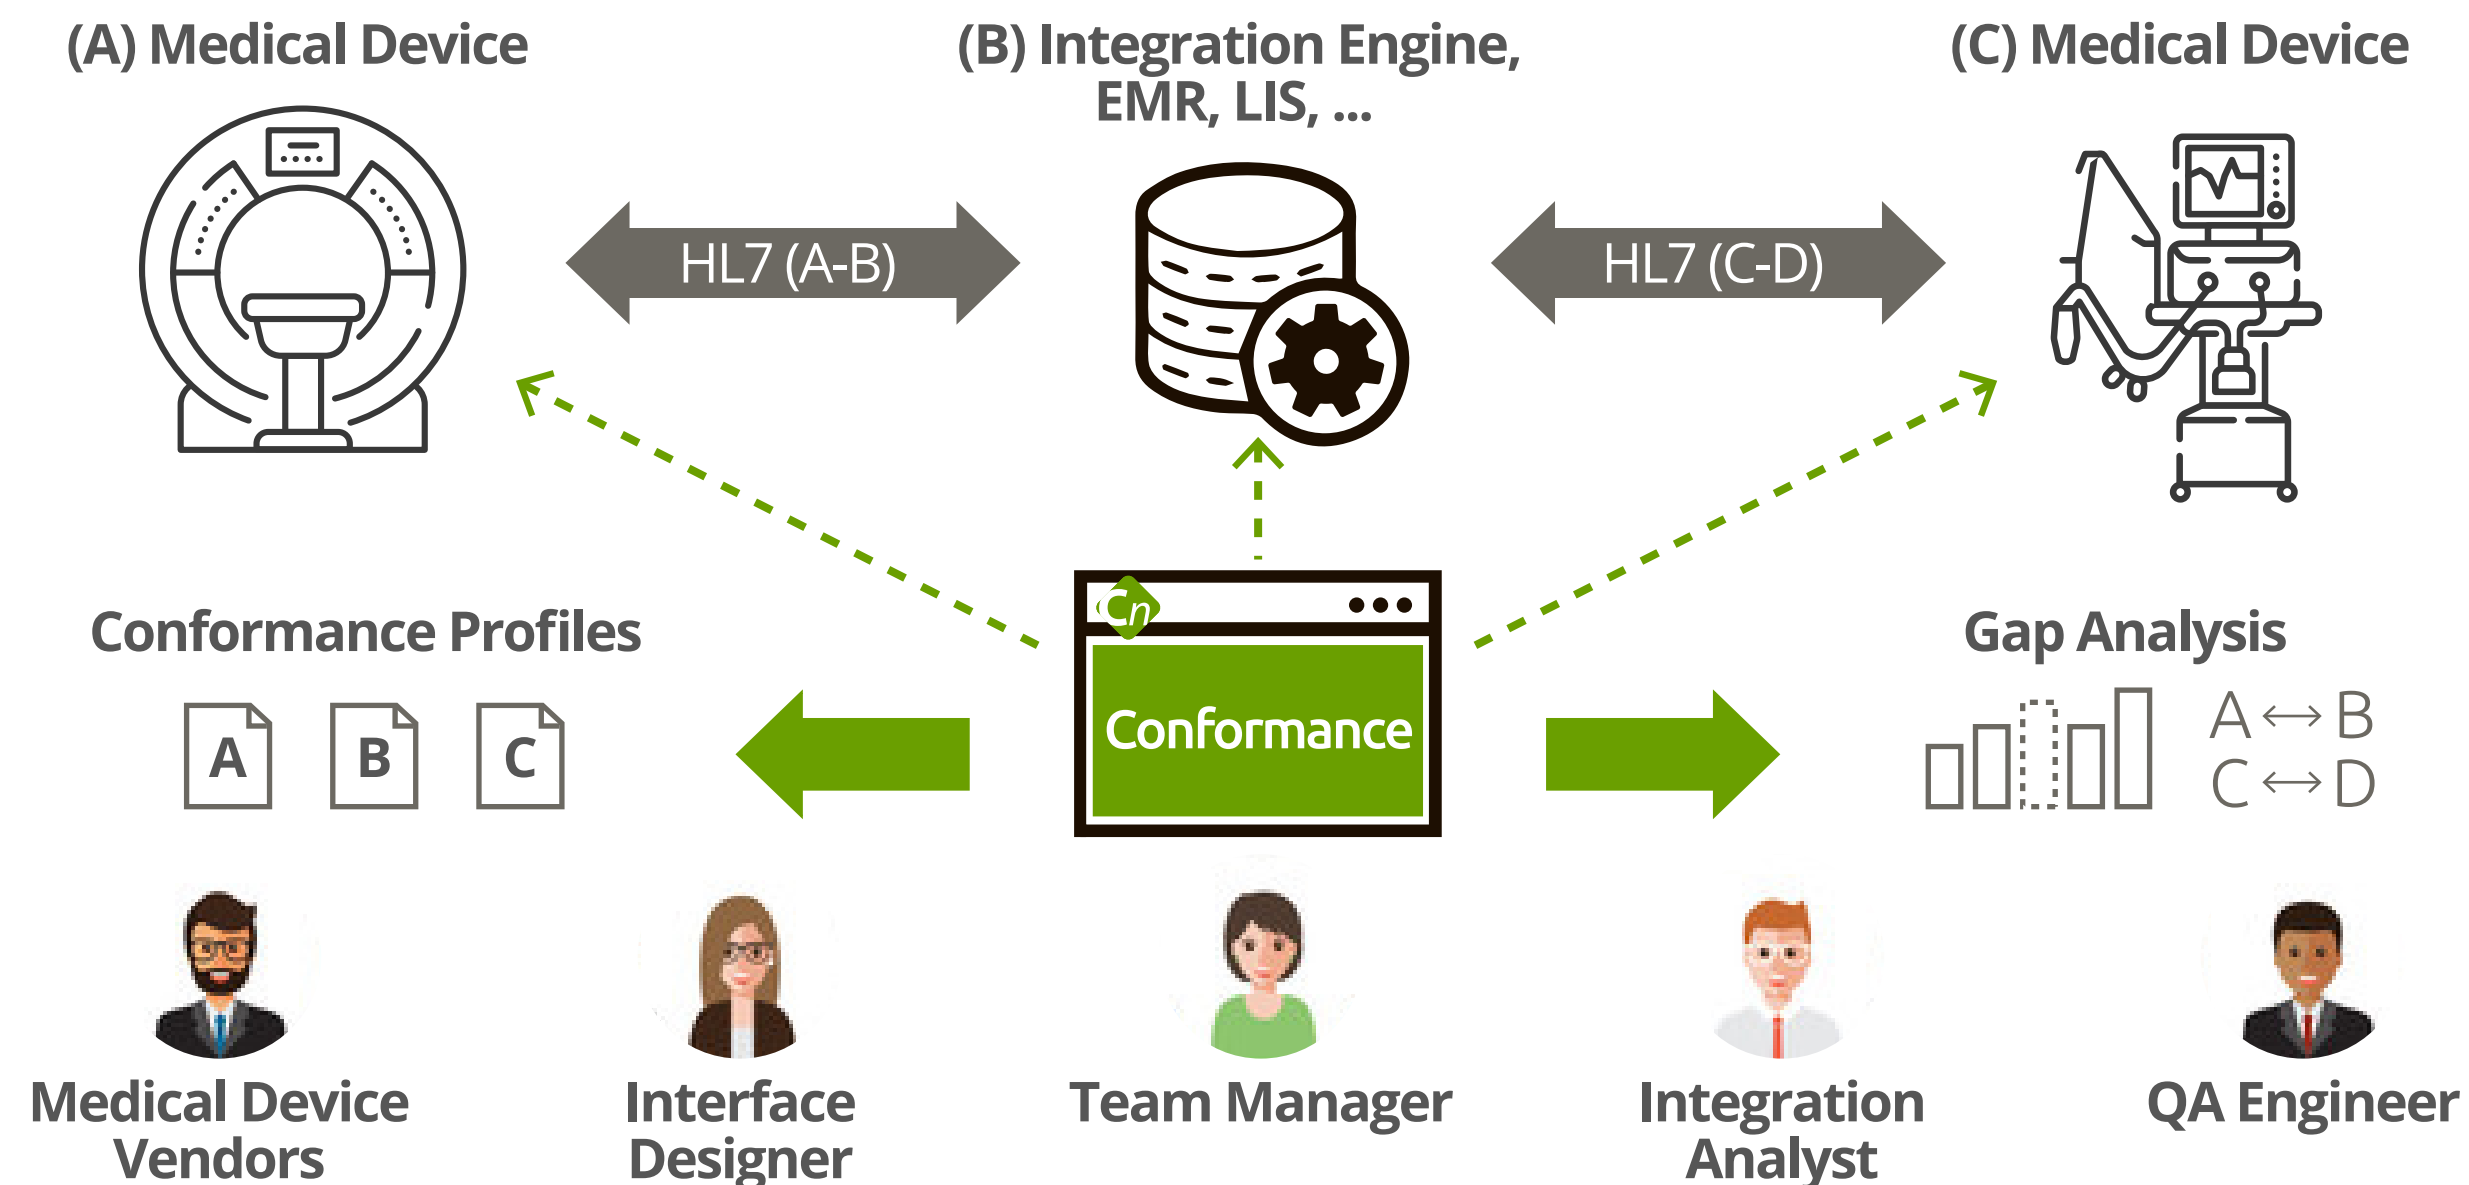 (A) Medical Device
(B) Integration Engine,
EMR, LIS, ...
(C) Medical Device
HL7 (A-B)
HL7 (C-D)
Cn
Conformance
Conformance Profiles
A
B
C
Gap Analysis
A ↔ B
C ↔ D
Medical Device
Vendors
Interface
Designer
Team Manager
Integration
Analyst
QA Engineer